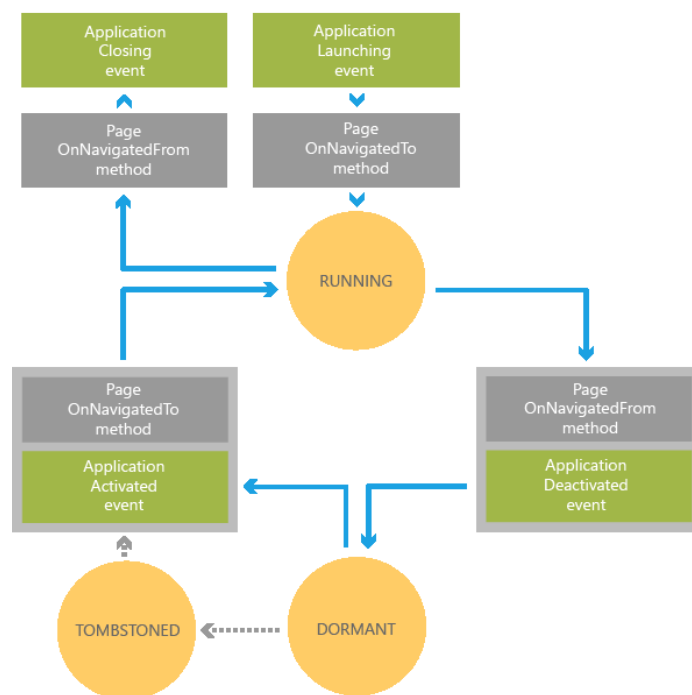 Application
Closing
event
Application
Launching
event
Page
OnNavigatedFrom
method
Page
OnNavigatedTo
method
RUNNING
Page
OnNavigatedTo
method
Application
Activated
event
Page
OnNavigatedFrom
method
Application
Deactivated
event
TOMBSTONED
DORMANT